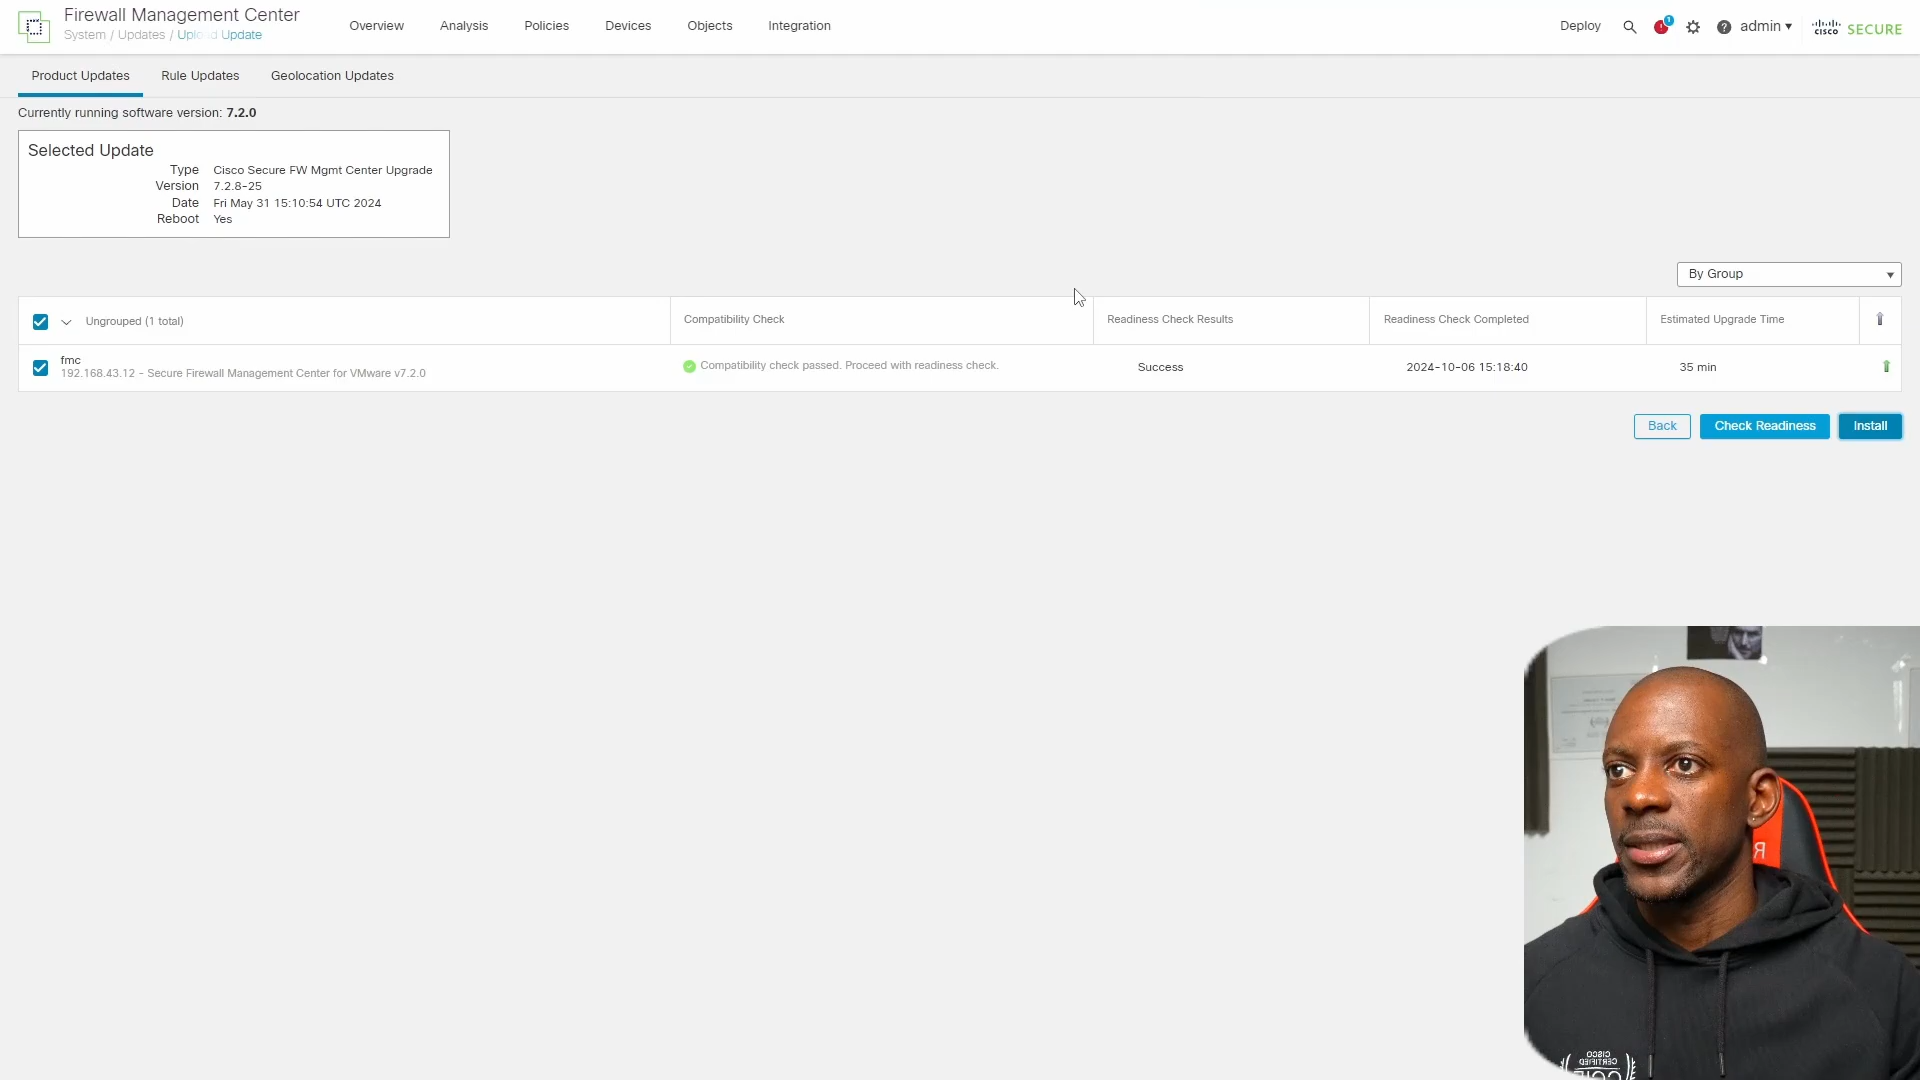 Firewall Management Center
System / Updates / Upload Update
Overview
Analysis
Policies
Devices
Objects
Integration
Deploy
1
admin
cisco SECURE
Product Updates
Rule Updates
Geolocation Updates
Currently running software version: 7.2.0
Selected Update
Type Cisco Secure FW Mgmt Center Upgrade
Version 7.2.8-25
Date Fri May 31 15:10:54 UTC 2024
Reboot Yes
By Group
Ungrouped (1 total)
Compatibility Check
Readiness Check Results
Readiness Check Completed
Estimated Upgrade Time
fmc
192.168.43.12 - Secure Firewall Management Center for VMware v7.2.0
Compatibility check passed. Proceed with readiness check.
Success
2024-10-06 15:18:40
35 min
Back
Check Readiness
Install
R
CISCO
CERTIFIED